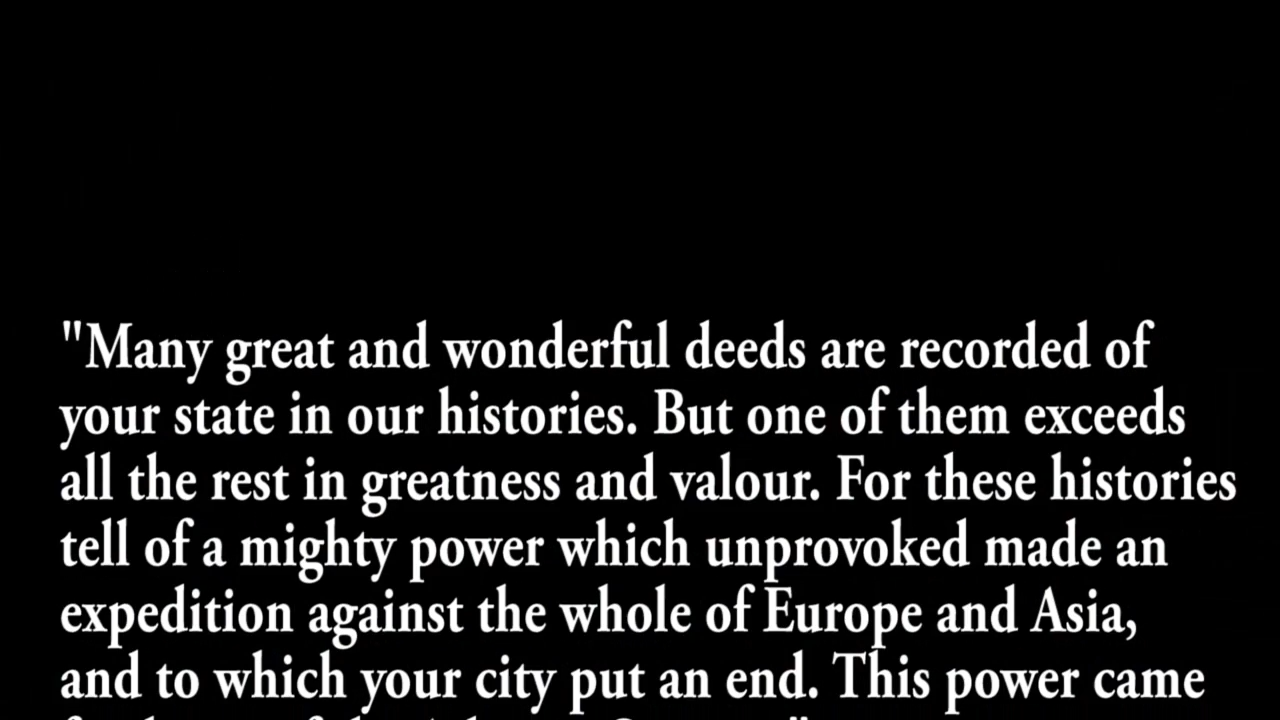 "Many great and wonderful deeds are recorded of
your state in our histories. But one of them exceeds
all the rest in greatness and valour. For these histories
tell of a mighty power which unprovoked made an
expedition against the whole of Europe and Asia,
and to which your city put an end. This power came